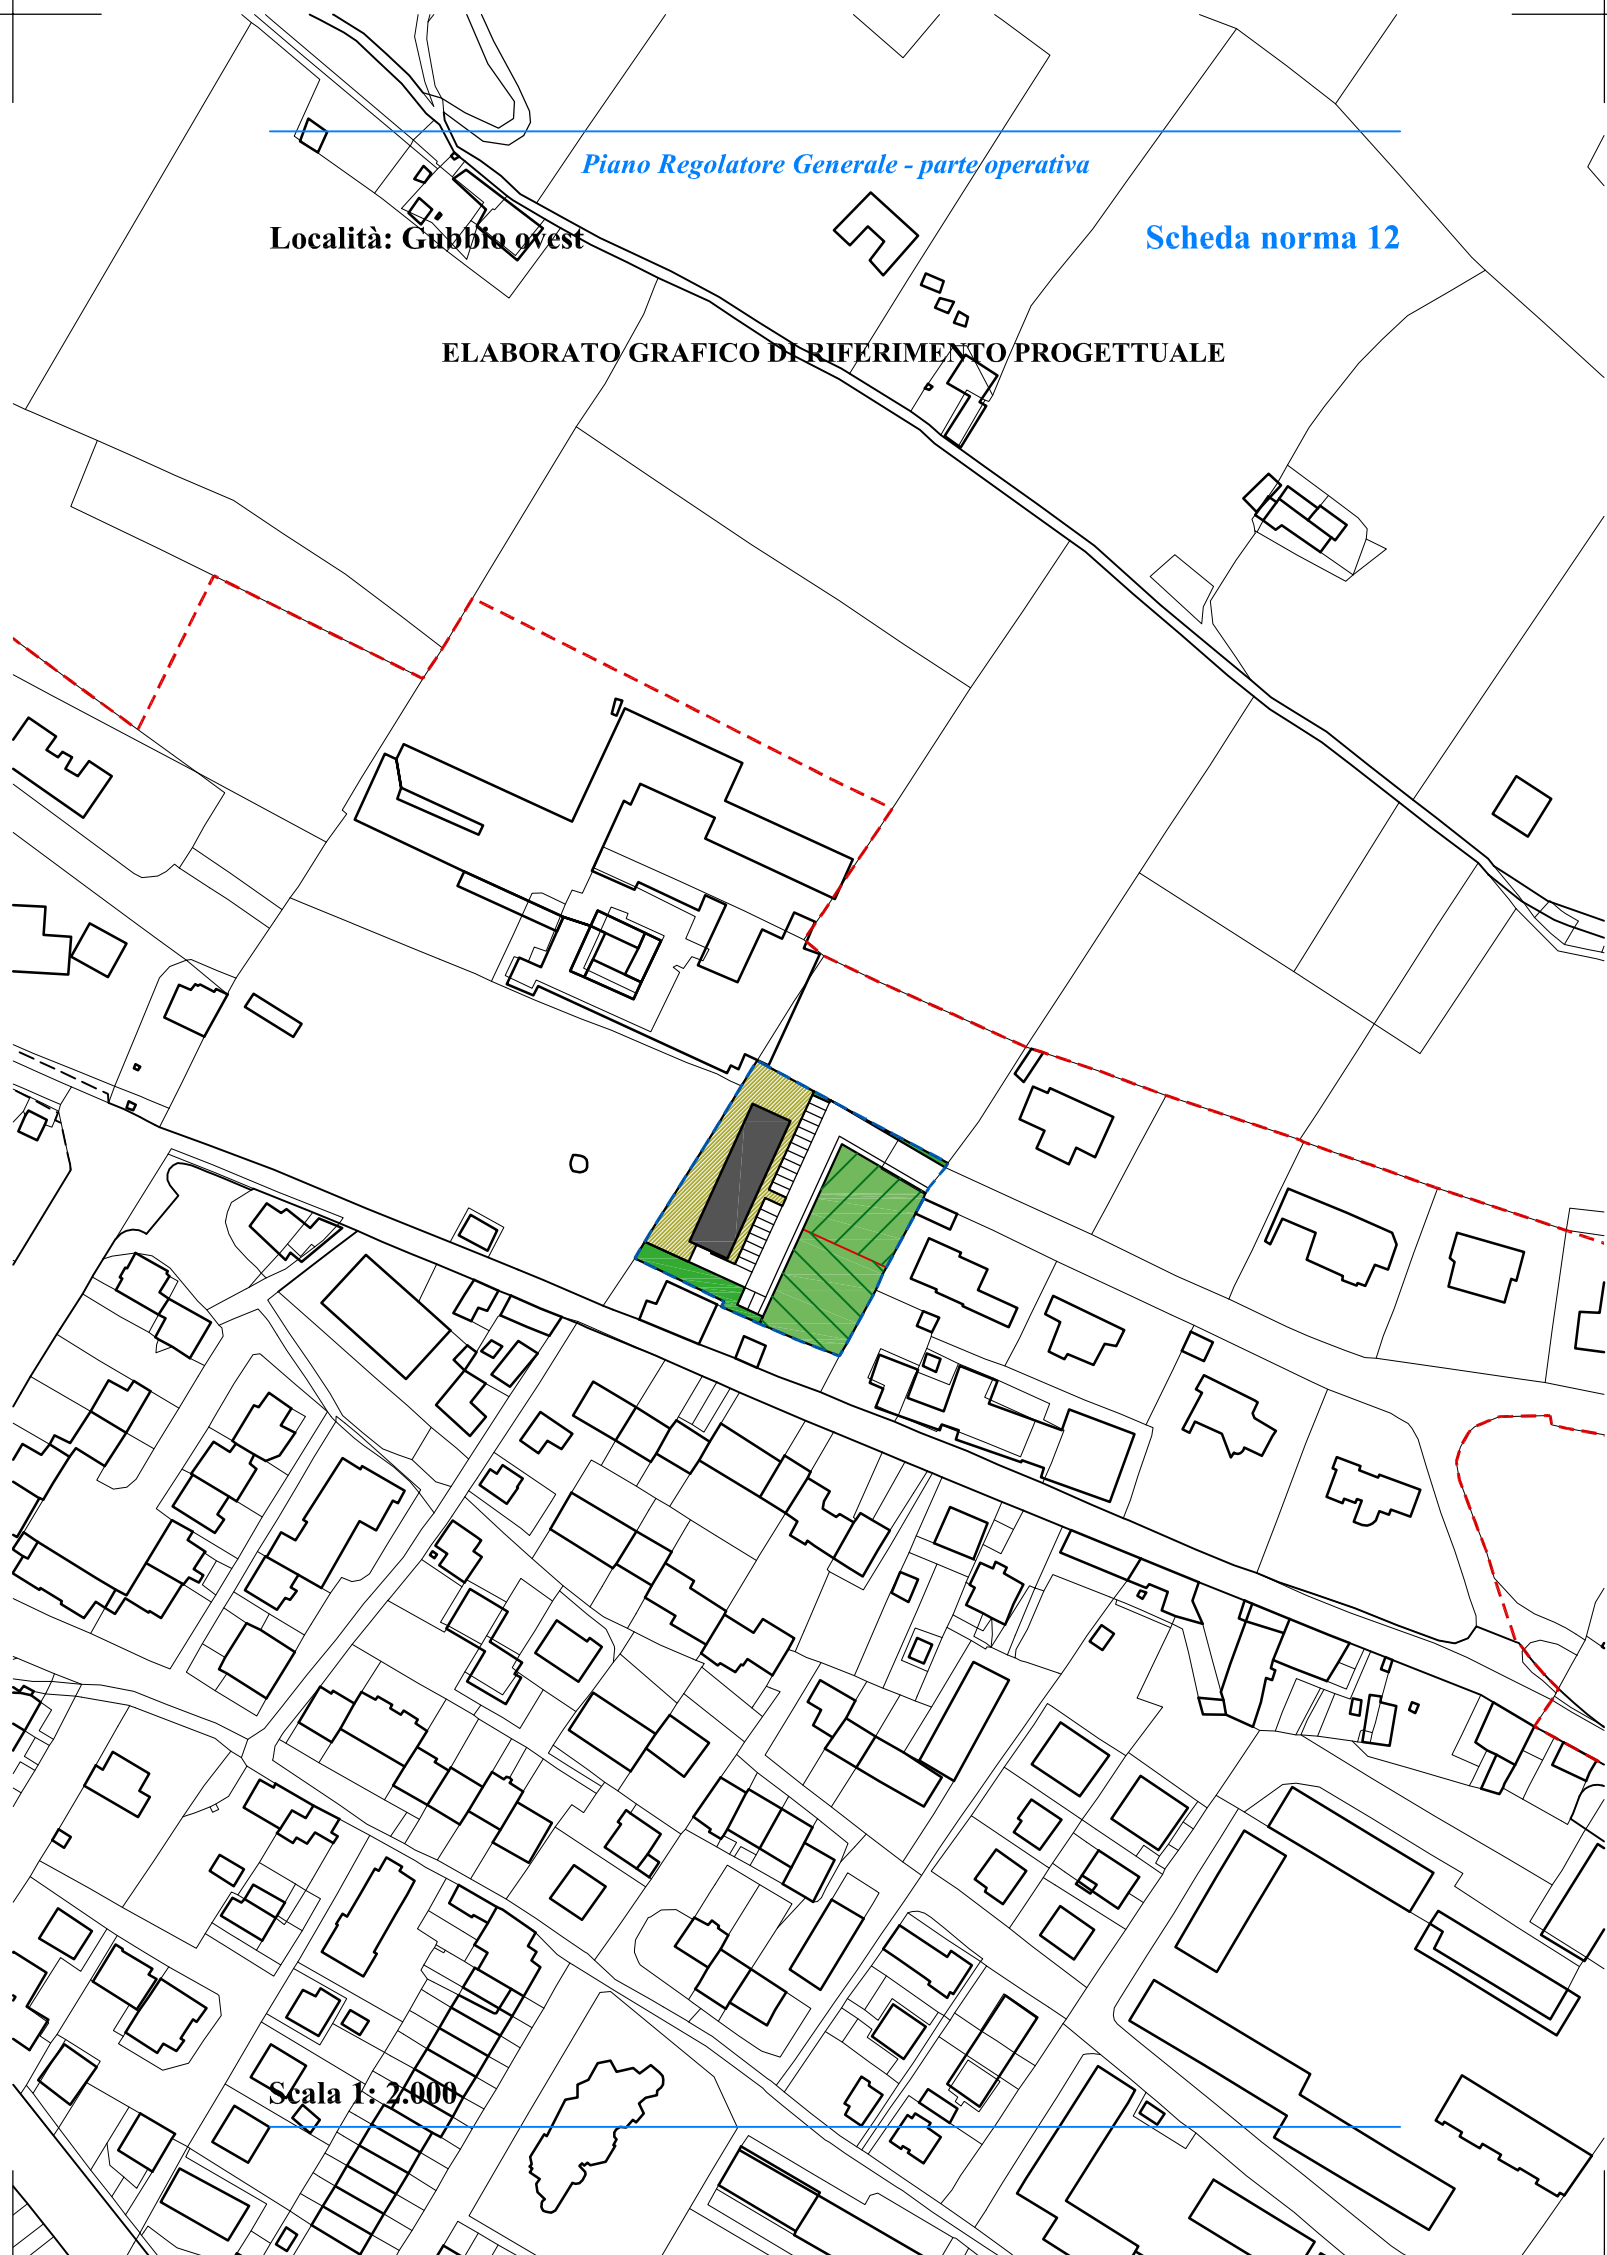 Piano Regolatore Generale - parte operativa
Località: Gubbio ovest
Scheda norma 12
ELABORATO GRAFICO DI RIFERIMENTO PROGETTUALE
Scala 1: 2.000